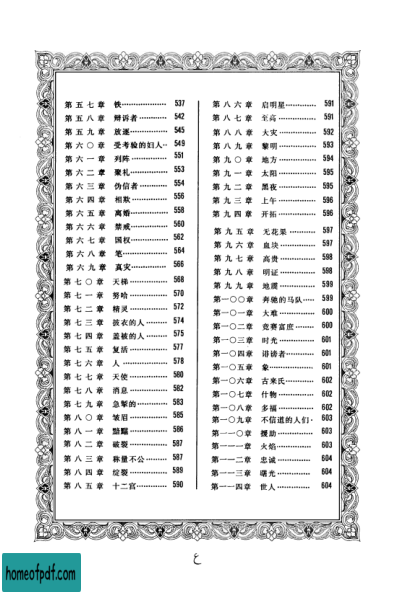 第五七章 铁………………537
第五八章 辩诉者…………542
第五九章 放逐……………545
第六〇章 受考验的妇人…549
第六一章 列阵……………551
第六二章 聚礼……………553
第六三章 伪信者…………554
第六四章 相欺……………556
第六五章 离婚……………558
第六六章 禁戒……………560
第六七章 国权……………562
第六八章 笔………………564
第六九章 真灾……………566
第七〇章 天梯……………568
第七一章 努哈……………570
第七二章 精灵……………572
第七三章 披衣的人………574
第七四章 盖被的人………575
第七五章 复活……………577
第七六章 人………………578
第七七章 天使……………580
第七八章 消息……………582
第七九章 急掣的…………583
第八〇章 皱眉……………585
第八一章 黯黜……………586
第八二章 破裂……………587
第八三章 称量不公………587
第八四章 绽裂……………589
第八五章 十二宫…………590
第八六章 启明星…………591
第八七章 至高……………591
第八八章 大灾……………592
第八九章 黎明……………593
第九〇章 地方……………594
第九一章 太阳……………595
第九二章 黑夜……………595
第九三章 上午……………596
第九四章 开拓……………596
第九五章 无花果…………597
第九六章 血块……………597
第九七章 高贵……………598
第九八章 明证……………598
第九九章 地震……………599
第一〇〇章 奔驰的马队…599
第一〇一章 大难…………600
第一〇二章 竞赛富庶……600
第一〇三章 时光…………601
第一〇四章 诽谤者………601
第一〇五章 象……………601
第一〇六章 古来氏………602
第一〇七章 什物…………602
第一〇八章 多福…………602
第一〇九章 不信道的人们·603
第一一〇章 援助…………603
第一一一章 火焰…………603
第一一二章 忠诚…………604
第一一三章 曙光…………604
第一一四章 世人…………604
ع
homeofpdf.com